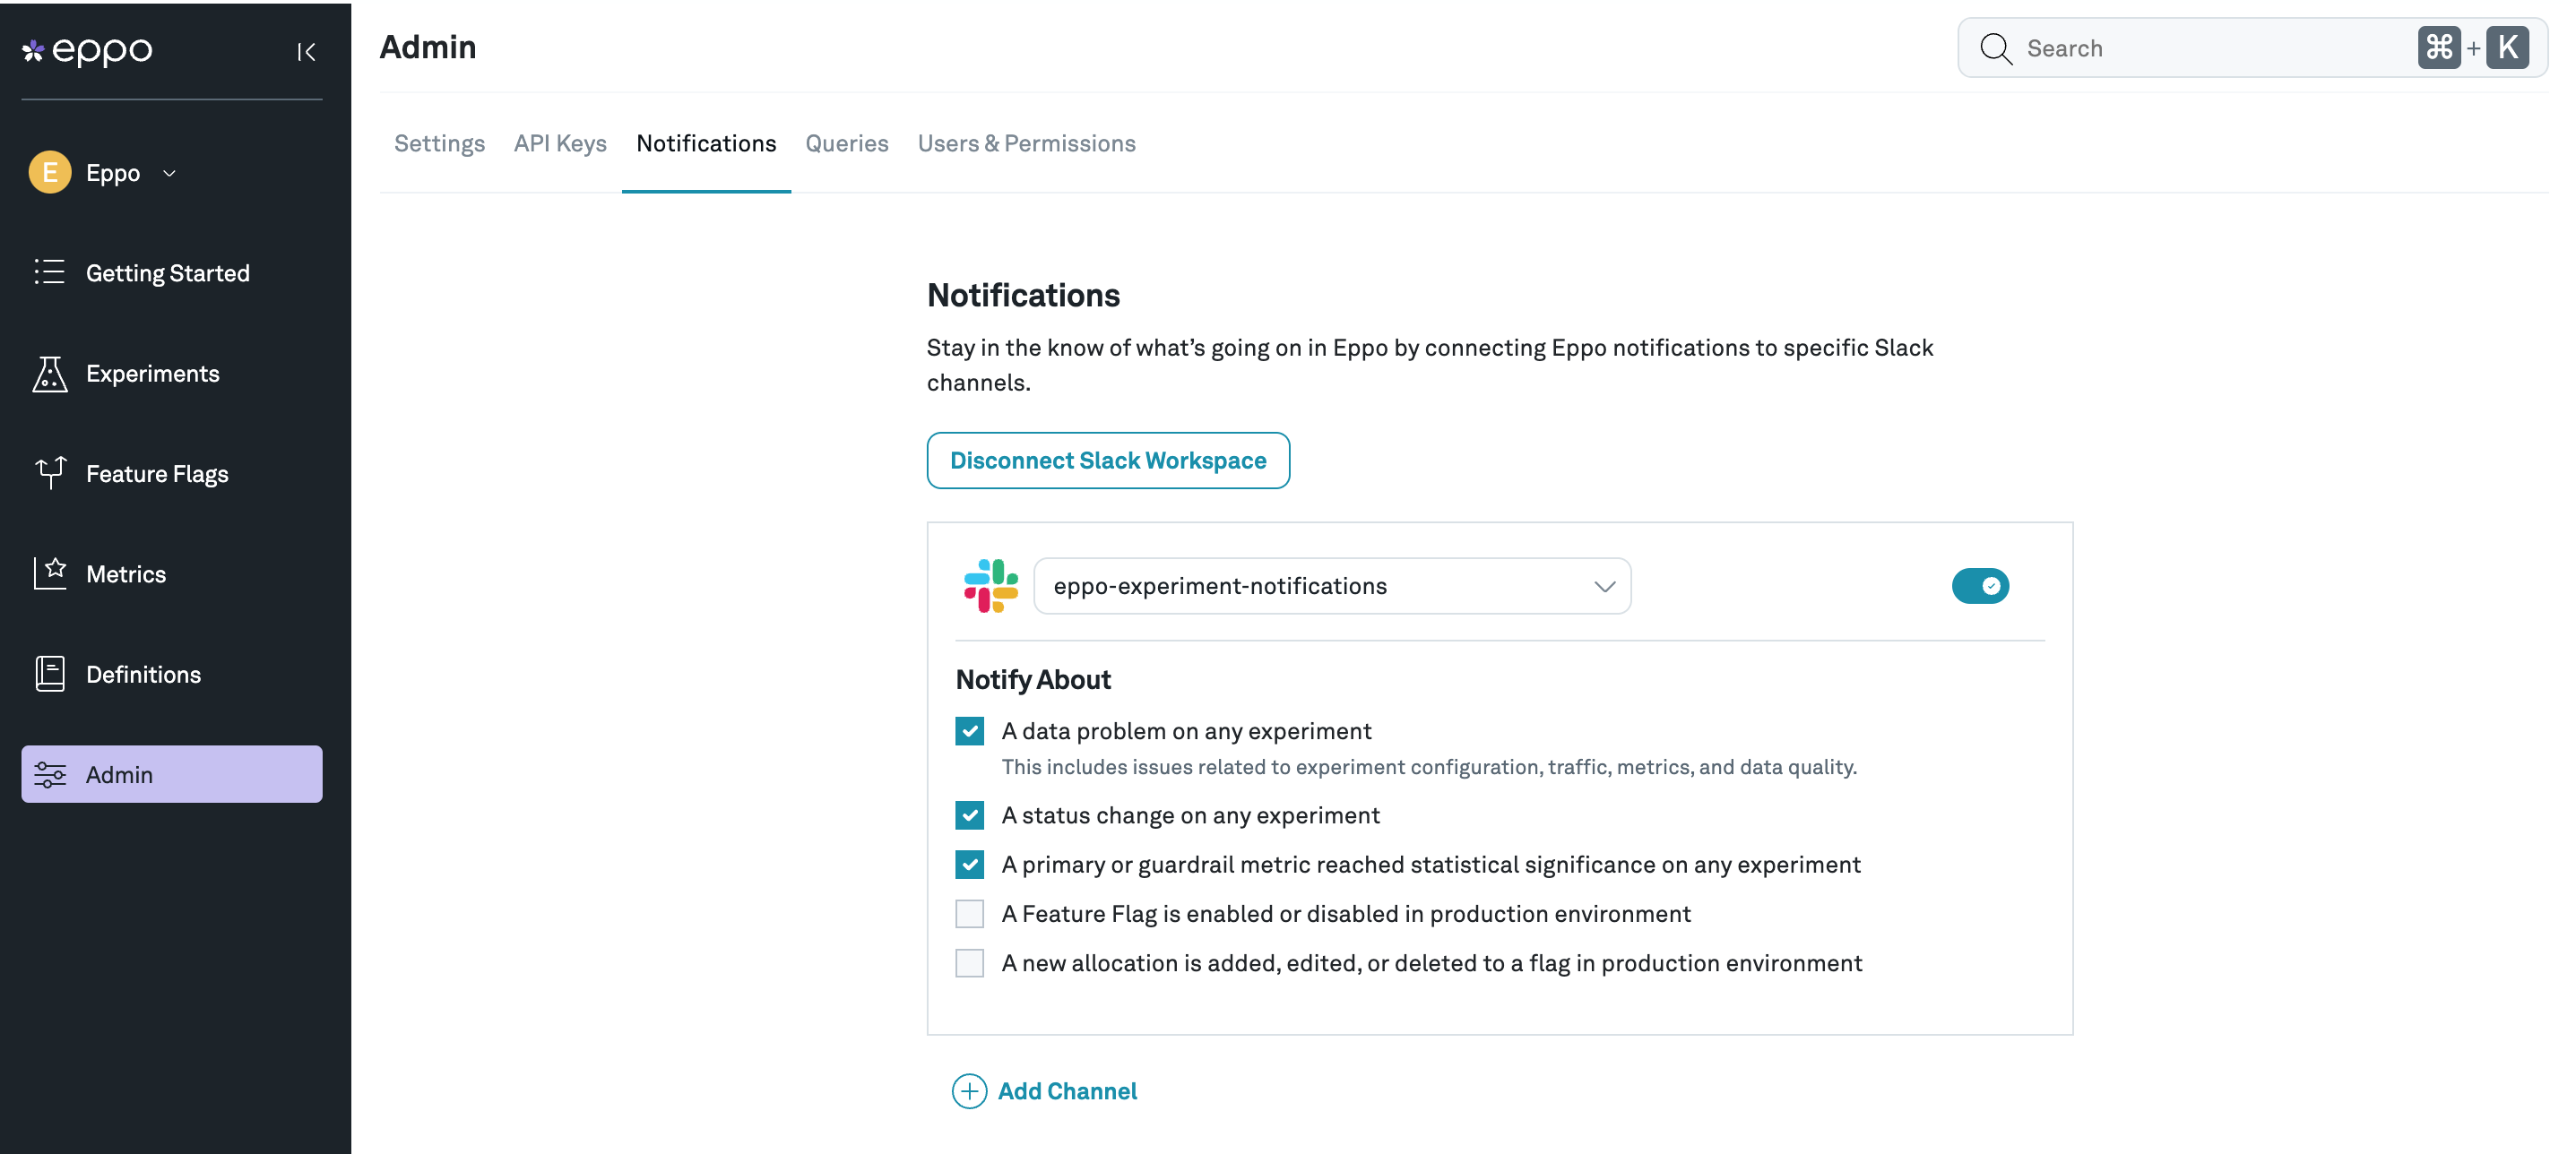 eppo
Admin
Search
⌘ + K
E Eppo
Settings API Keys Notifications Queries Users & Permissions
Getting Started
Experiments
Feature Flags
Metrics
Definitions
Admin
Notifications
Stay in the know of what’s going on in Eppo by connecting Eppo notifications to specific Slack
channels.
Disconnect Slack Workspace
eppo-experiment-notifications
Notify About
A data problem on any experiment
This includes issues related to experiment configuration, traffic, metrics, and data quality.
A status change on any experiment
A primary or guardrail metric reached statistical significance on any experiment
A Feature Flag is enabled or disabled in production environment
A new allocation is added, edited, or deleted to a flag in production environment
Add Channel